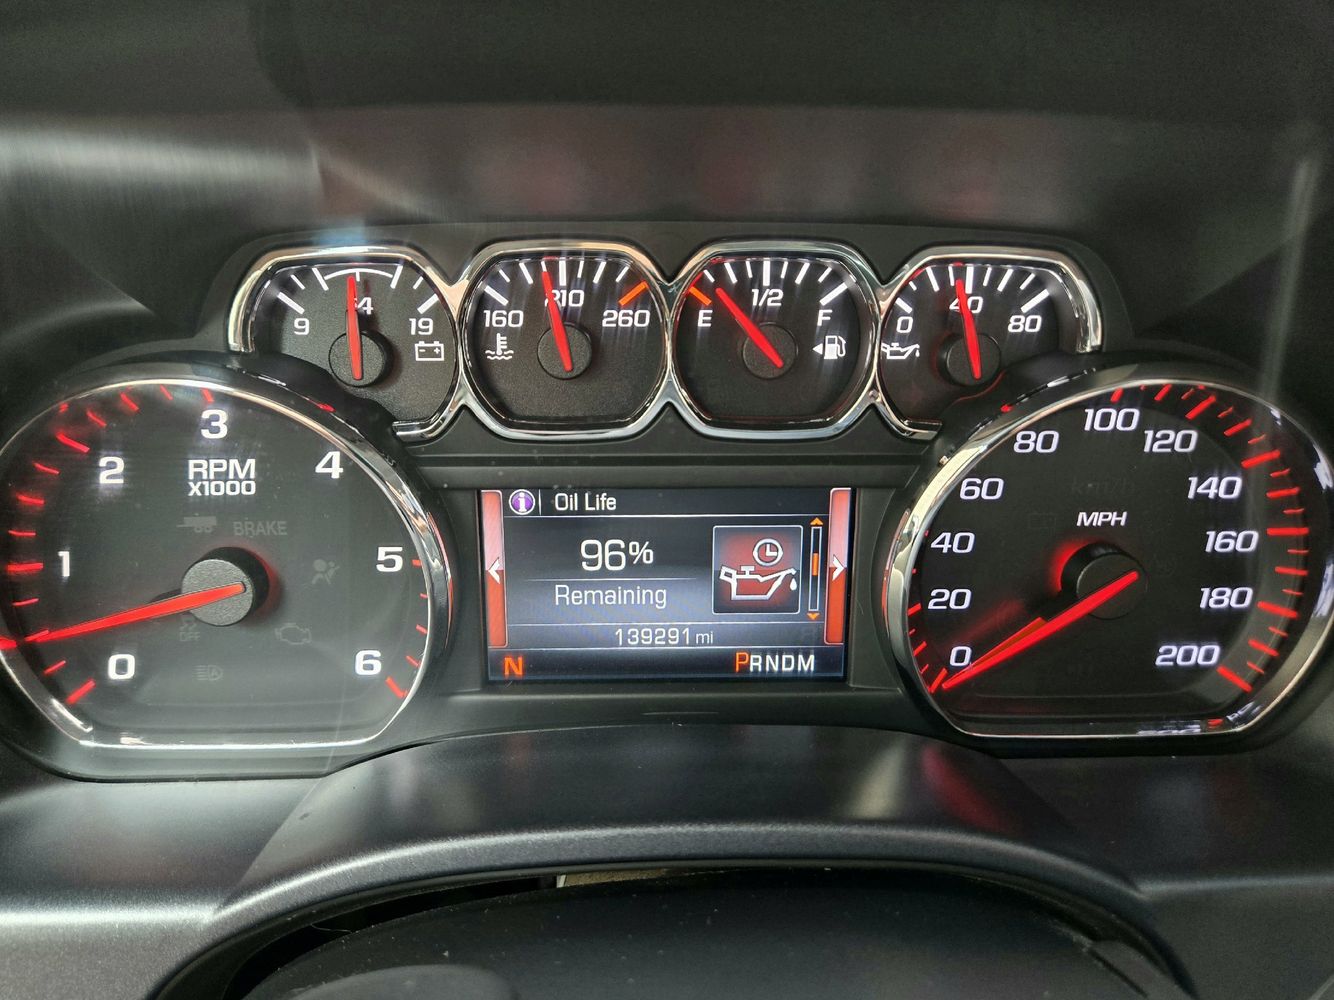 9 14 19
160 210 260
E 1/2 F
0 40 80
0 1 2 3 4 5 6
RPM
X1000
BRAKE
OFF
Oil Life
96%
Remaining
139291 mi
N
PRNDM
0 20 40 60 80 100 120 140 160 180 200
MPH
km/h